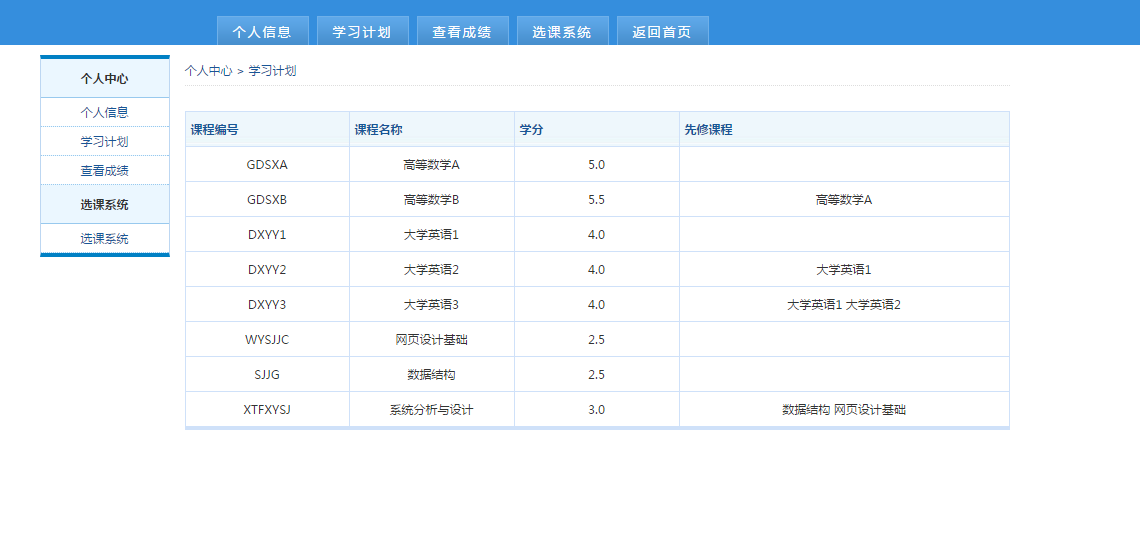 个人信息 学习计划 查看成绩 选课系统 返回首页
个人中心
个人信息
学习计划
查看成绩
选课系统
选课系统
个人中心 > 学习计划
课程编号 课程名称 学分 先修课程
GDSXA 高等数学A 5.0
GDSXB 高等数学B 5.5 高等数学A
DXYY1 大学英语1 4.0
DXYY2 大学英语2 4.0 大学英语1
DXYY3 大学英语3 4.0 大学英语1 大学英语2
WYSJJC 网页设计基础 2.5
SJJG 数据结构 2.5
XTFXYSJ 系统分析与设计 3.0 数据结构 网页设计基础